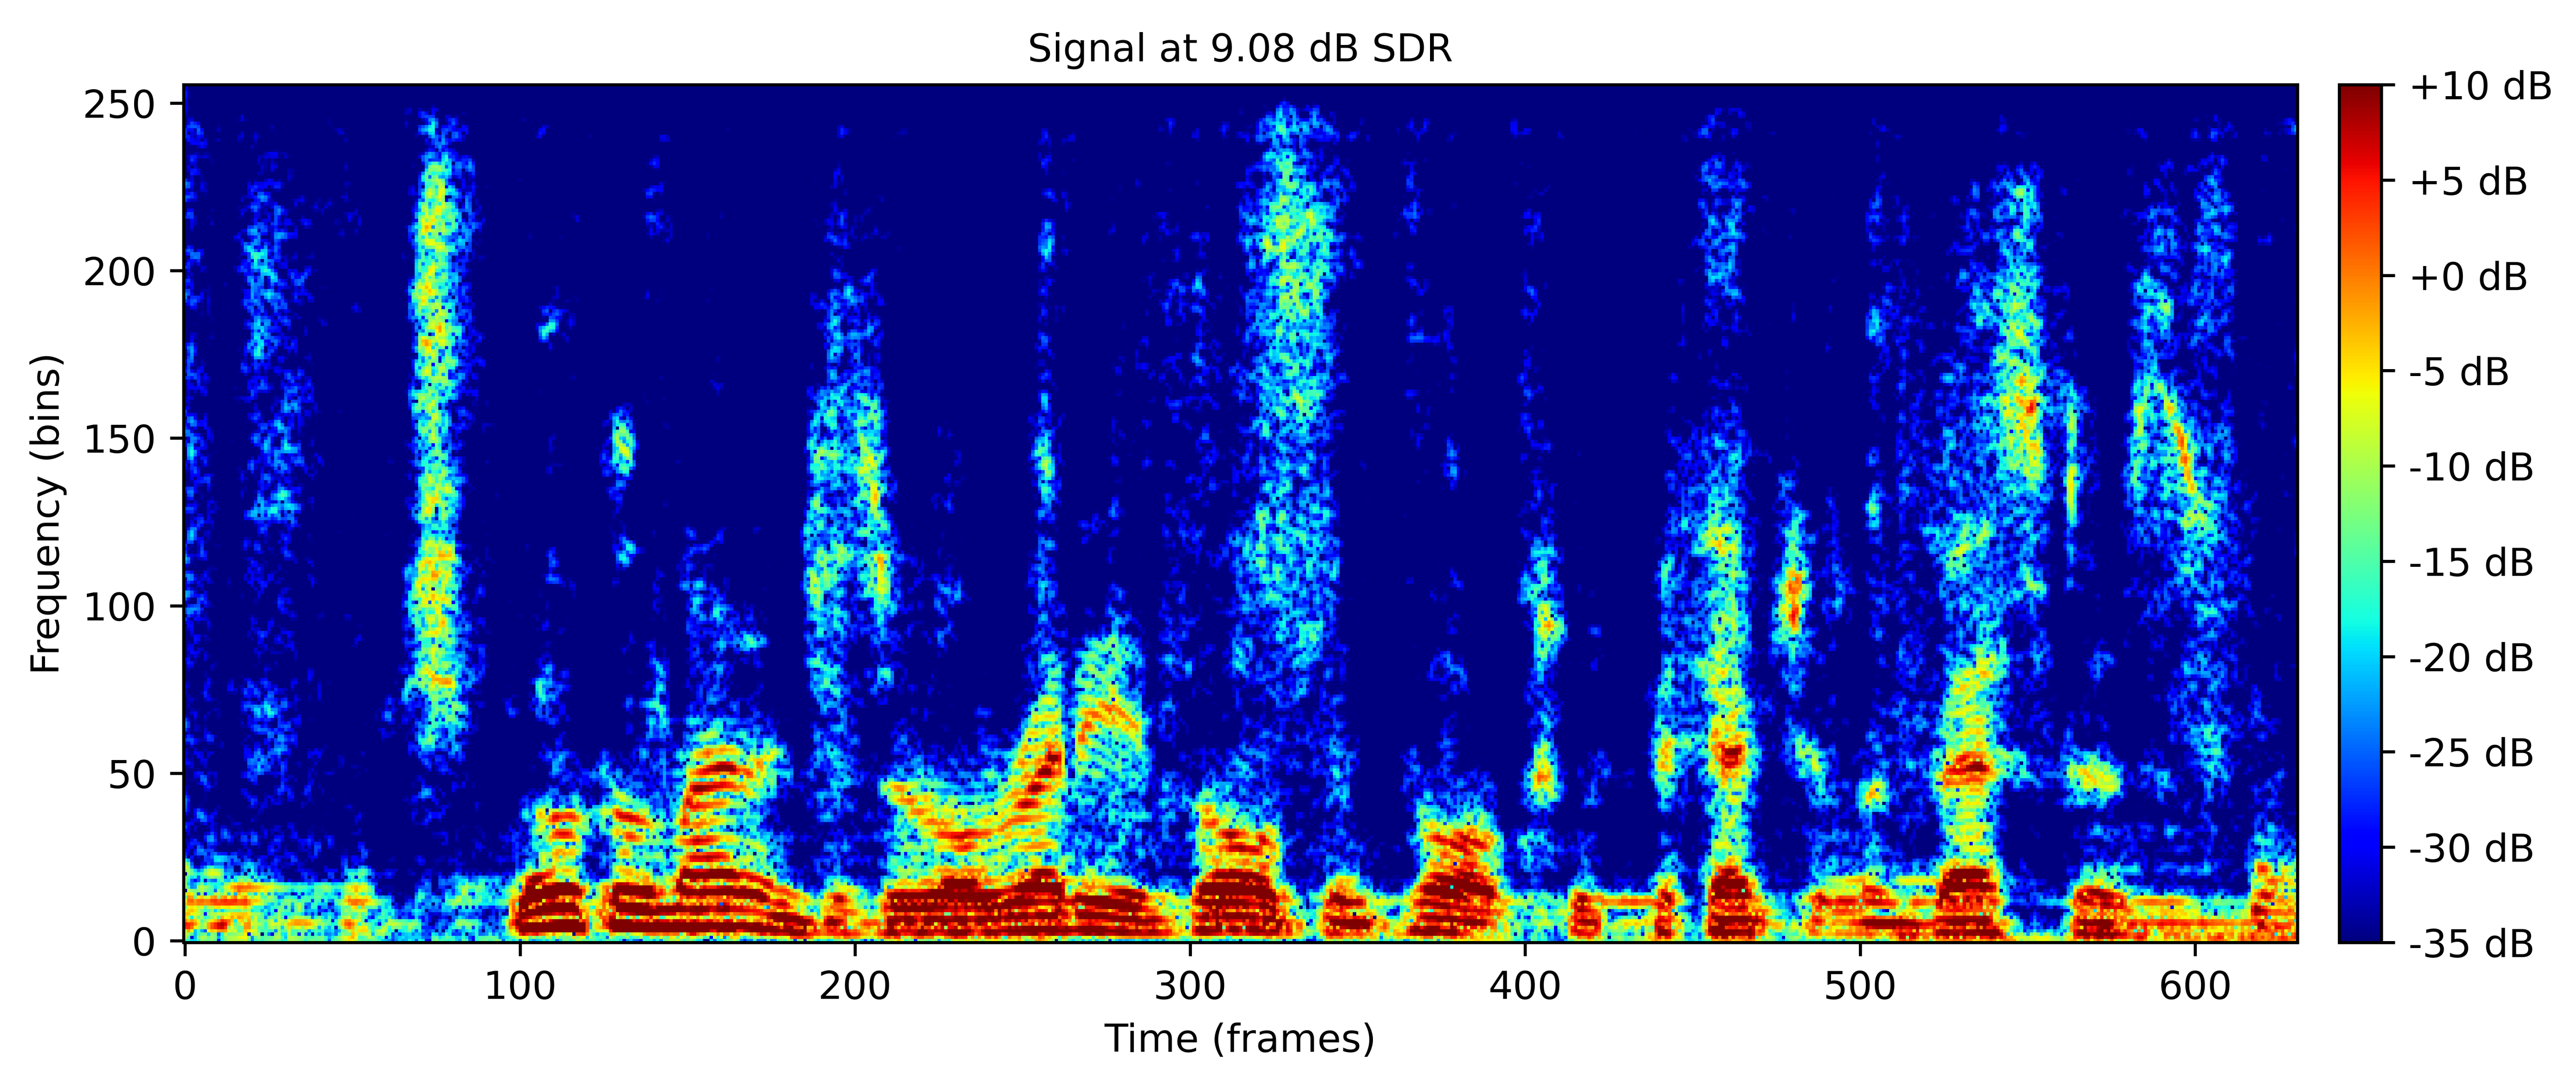 Signal at 9.08 dB SDR
Frequency (bins)
250
200
150
100
50
0
0 100 200 300 400 500 600
Time (frames)
+10 dB
+5 dB
+0 dB
-5 dB
-10 dB
-15 dB
-20 dB
-25 dB
-30 dB
-35 dB